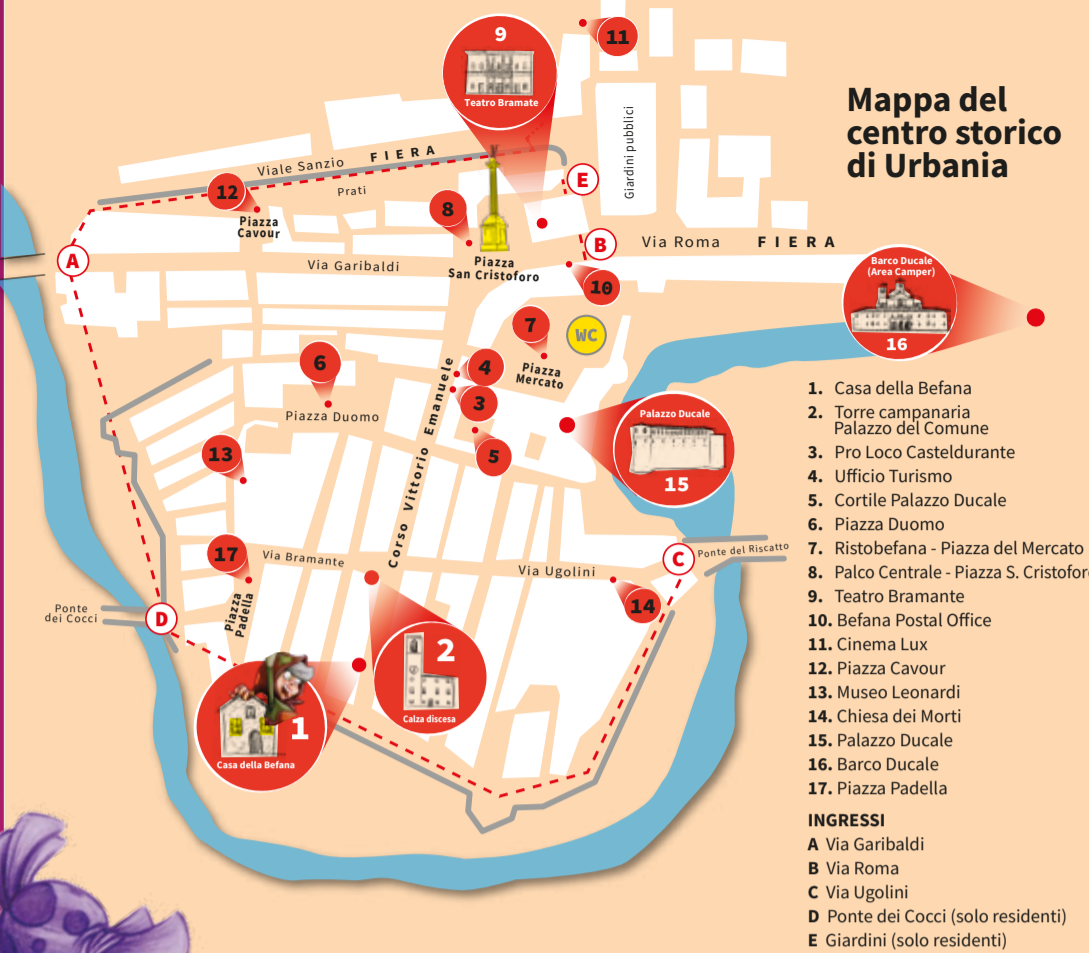 Mappa del
centro storico
di Urbania
9
Teatro Bramate
11
Giardini pubblici
FIERA
Viale Sanzio
Prati
12
Piazza
Cavour
8
E
A
B
Via Roma FIERA
Via Garibaldi
Piazza
San Cristoforo
10
Barco Ducale
(Area Camper)
16
7
WC
Piazza
Mercato
6
4
3
Piazza Duomo
Corso Vittorio Emanuele
Palazzo Ducale
15
13
5
17
Via Bramante
Via Ugolini
C
Ponte del Riscatto
14
Piazza
Padella
Ponte
dei Cocci
D
2
Calza discesa
1
Casa della Befana
1. Casa della Befana
2. Torre campanaria
Palazzo del Comune
3. Pro Loco Casteldurante
4. Ufficio Turismo
5. Cortile Palazzo Ducale
6. Piazza Duomo
7. Ristobefana - Piazza del Mercato
8. Palco Centrale - Piazza S. Cristofor
9. Teatro Bramante
10. Befana Postal Office
11. Cinema Lux
12. Piazza Cavour
13. Museo Leonardi
14. Chiesa dei Morti
15. Palazzo Ducale
16. Barco Ducale
17. Piazza Padella
INGRESSI
A Via Garibaldi
B Via Roma
C Via Ugolini
D Ponte dei Cocci (solo residenti)
E Giardini (solo residenti)